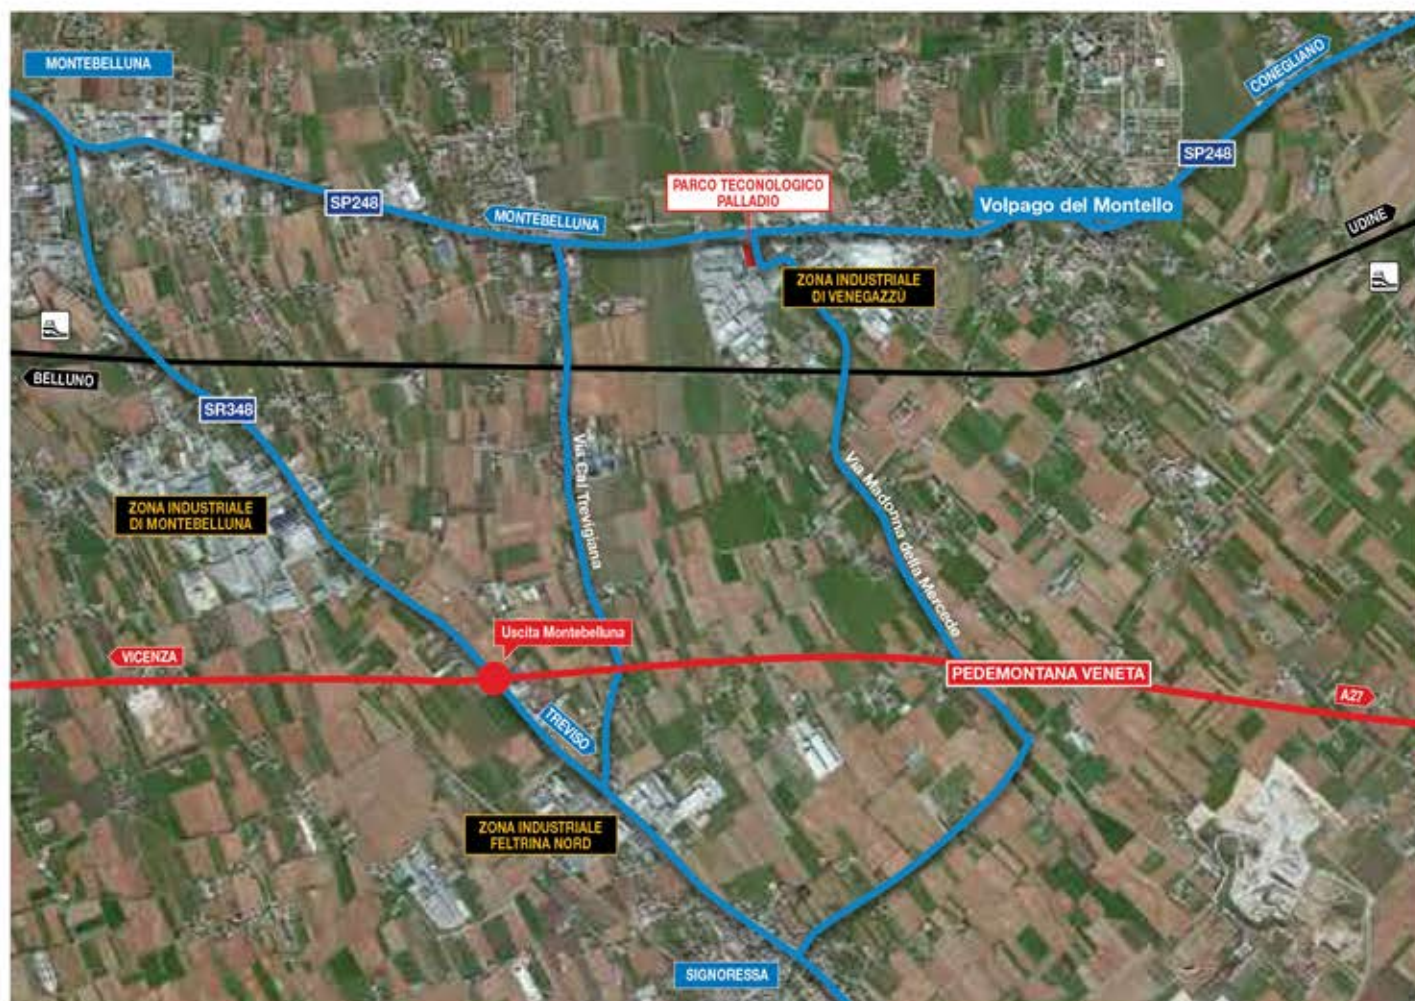 MONTEBELLUNA
CONEGLIANO
SP248
PARCO TECONOLOGICO
PALLADIO
SP248
MONTEBELLUNA
Volpago del Montello
UDINE
ZONA INDUSTRIALE
DI VENEGAZZÙ
BELLUNO
SR348
Via Cal Trevigiana
Via Madonna della Mercede
ZONA INDUSTRIALE
DI MONTEBELLUNA
Uscita Montebelluna
VICENZA
PEDEMONTANA VENETA
A27
TREVISO
ZONA INDUSTRIALE
FELTRINA NORD
SIGNORESSA